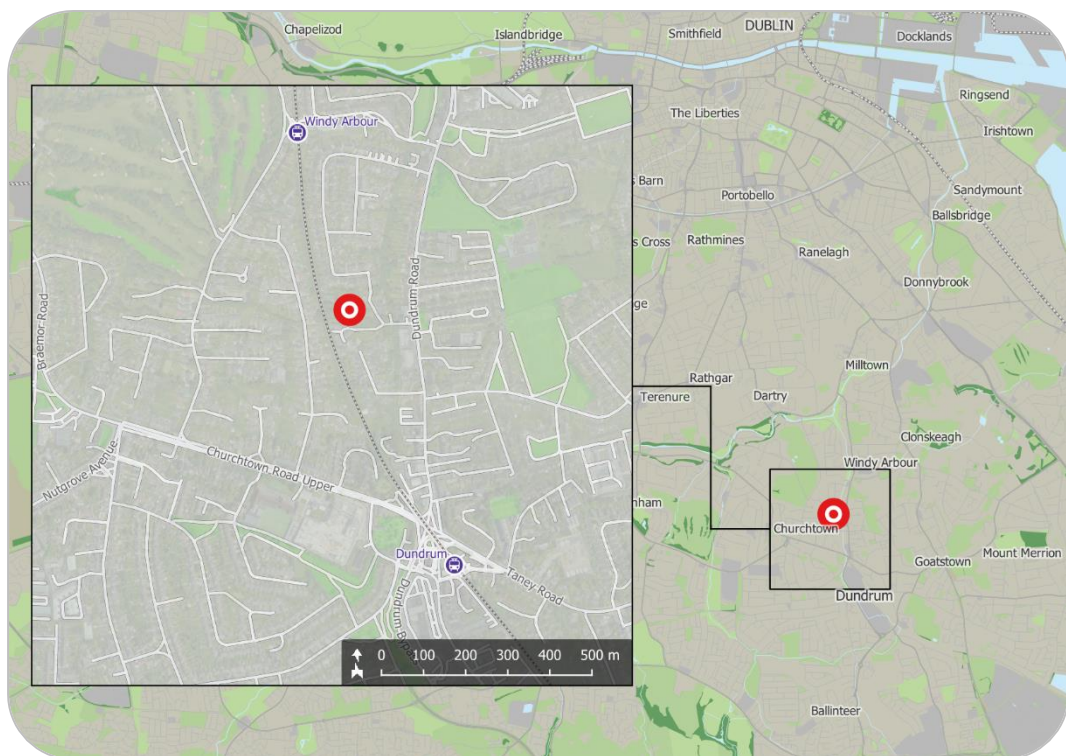 Chapelizod
Islandbridge
Smithfield
DUBLIN
Docklands
Ringsend
The Liberties
Irishtown
s Barn
Portobello
Sandymount
Ballsbridge
s Cross
Rathmines
Ranelagh
Donnybrook
ge
Milltown
Rathgar
Terenure
Dartry
Clonskeagh
Windy Arbour
nham
Churchtown
Mount Merrion
Goatstown
Dundrum
Ballinteer
Windy Arbour
Dundrum Road
Braemor Road
Churchtown Road Upper
Nutgrove Avenue
Dundrum
Taney Road
Dundrum Bypa
0 100 200 300 400 500 m